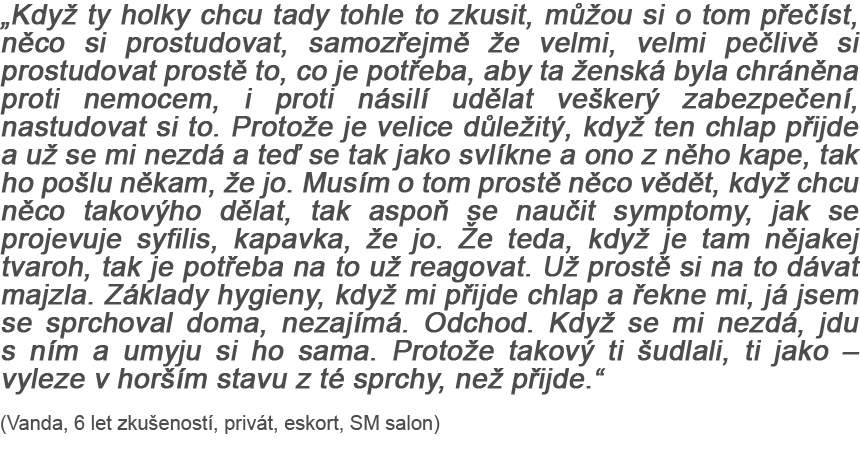 „Když ty holky chcu tady tohle to zkusit, můžou si o tom přečíst,
něco si prostudovat, samozřejmě že velmi, velmi pečlivě si
prostudovat prostě to, co je potřeba, aby ta ženská byla chráněna
proti nemocem, i proti násilí udělat veškerý zabezpečení,
nastudovat si to. Protože je velice důležitý, když ten chlap přijde
a už se mi nezdá a teď se tak jako svlíkne a ono z něho kape, tak
ho pošlu někam, že jo. Musím o tom prostě něco vědět, když chcu
něco takovýho dělat, tak aspoň se naučit symptomy, jak se
projevuje syfilis, kapavka, že jo. Že teda, když je tam nějakej
tvaroh, tak je potřeba na to už reagovat. Už prostě si na to dávat
majzla. Základy hygieny, když mi přijde chlap a řekne mi, já jsem
se sprchoval doma, nezajímá. Odchod. Když se mi nezdá, jdu
s ním a umyju si ho sama. Protože takový ti šudlali, ti jako –
vyleze v horším stavu z té sprchy, než přijde.“
(Vanda, 6 let zkušeností, privát, eskort, SM salon)